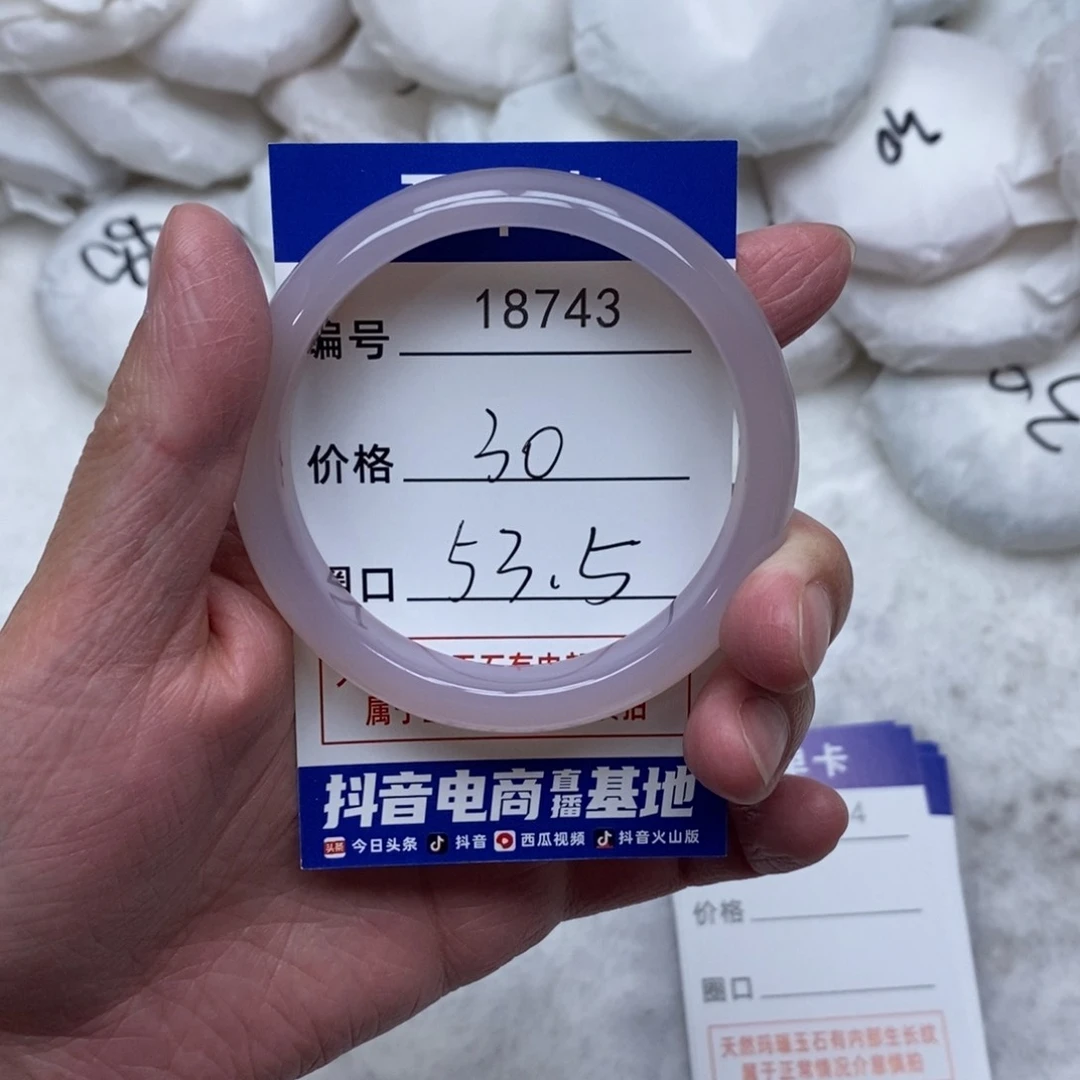 编号 18743
价格 30
圈口 53.5
抖音电商直播基地
今日头条 抖音 西瓜视频 抖音火山版
卡
4
价格
圈口
天然玛瑙玉石有内部生长纹
属于正常情况介意慎拍